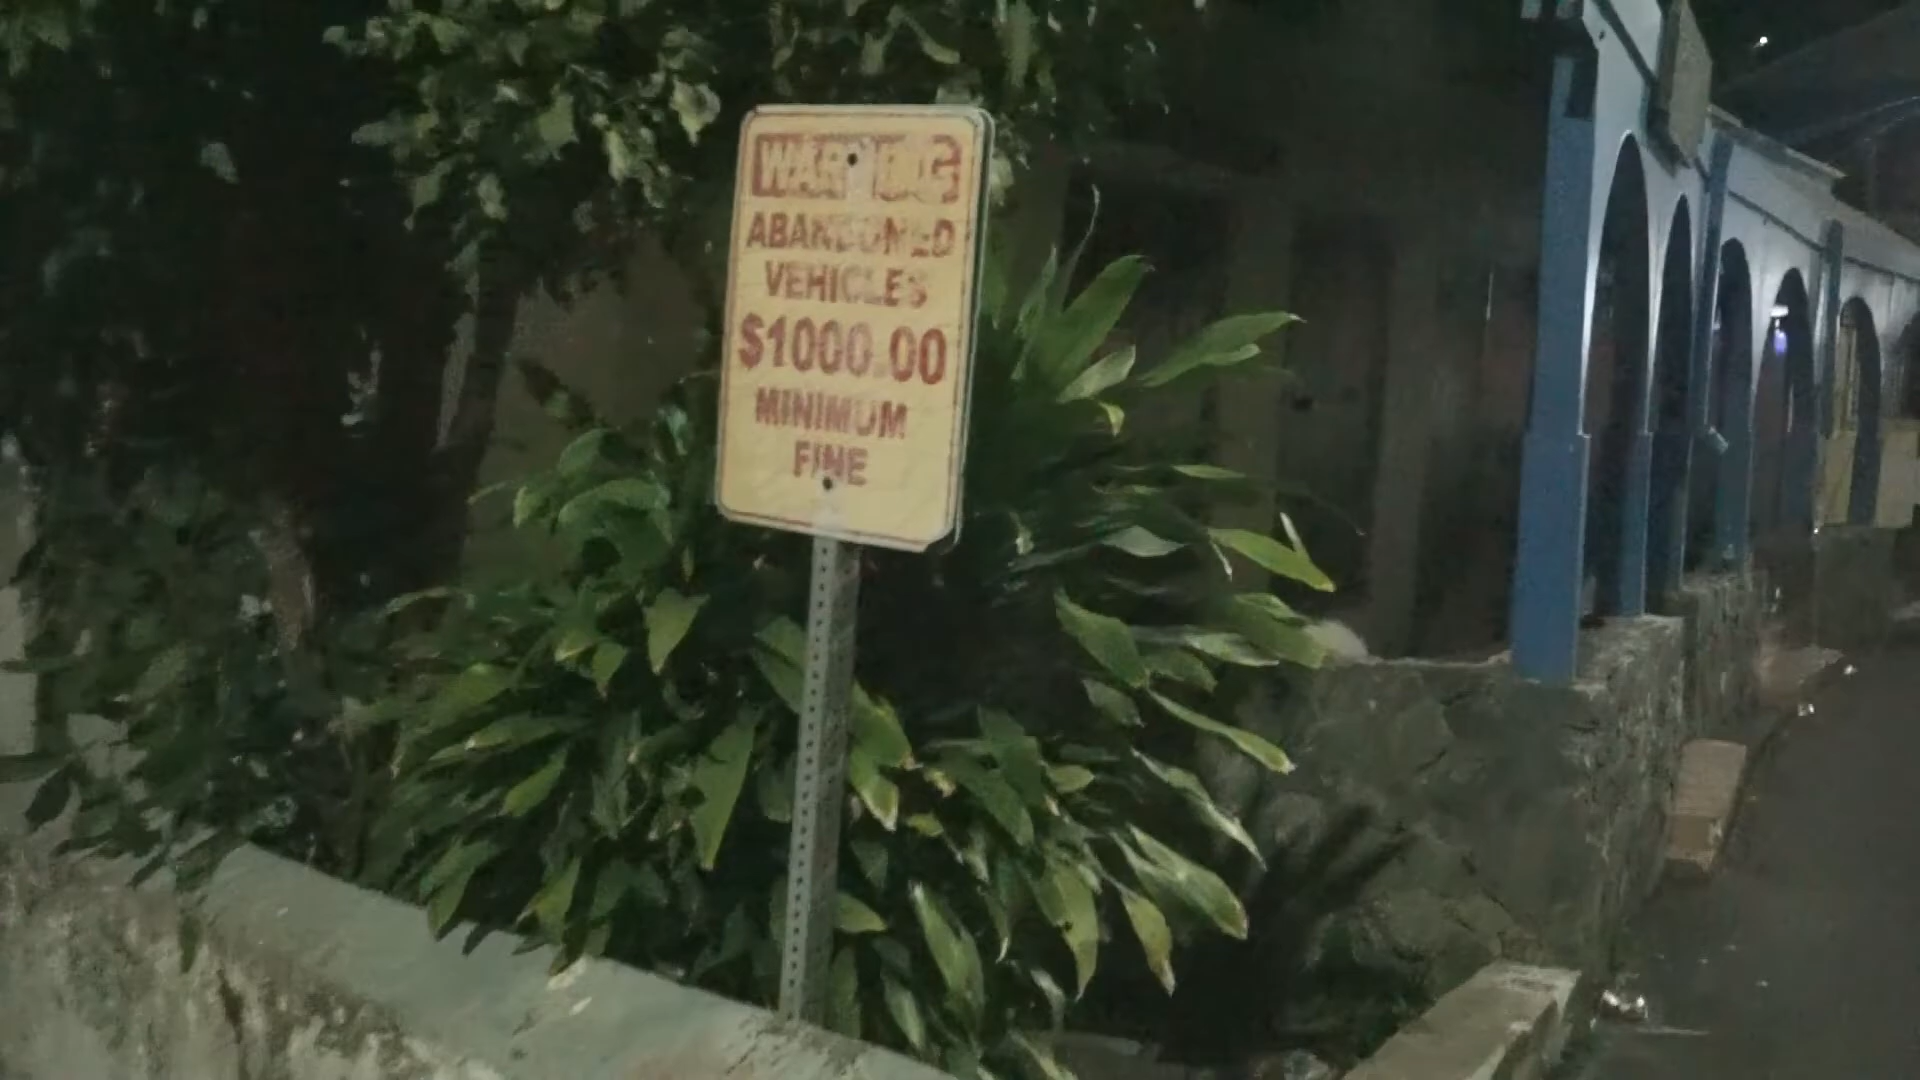 WARNING
ABANDONED
VEHICLES
$1000.00
MINIMUM
FINE